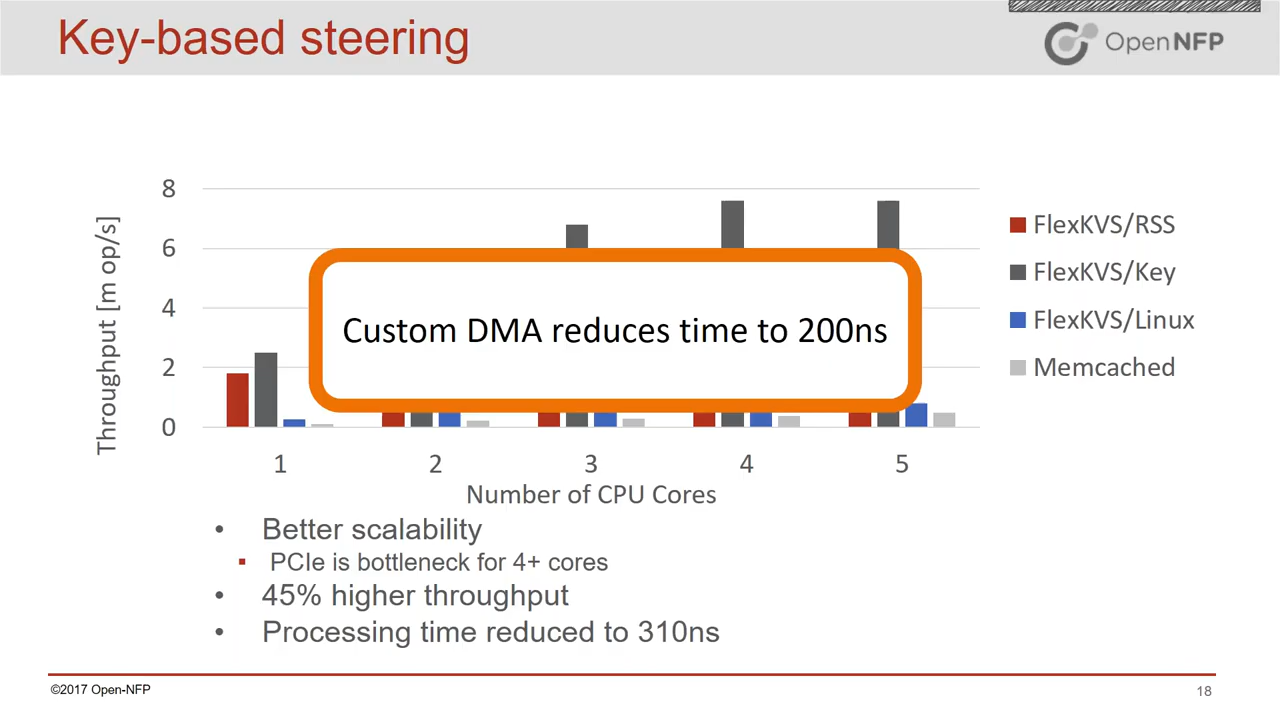 Key-based steering
OpenNFP
8
6
4
2
0
Throughput [m op/s]
Custom DMA reduces time to 200ns
FlexKVS/RSS
FlexKVS/Key
FlexKVS/Linux
Memcached
1 2 3 4 5
Number of CPU Cores
• Better scalability
▪ PCIe is bottleneck for 4+ cores
• 45% higher throughput
• Processing time reduced to 310ns
©2017 Open-NFP
18